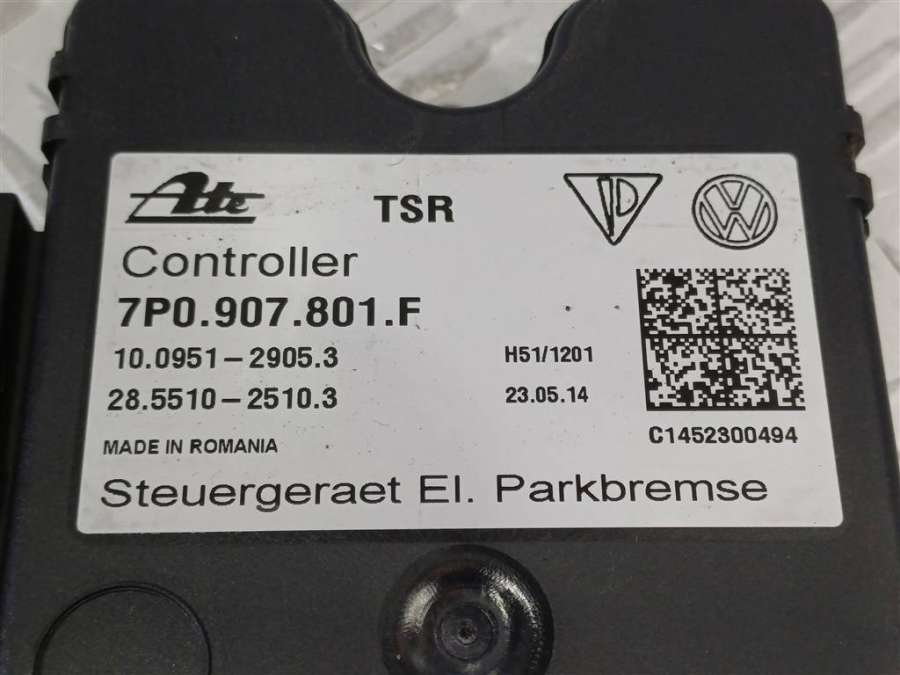 Ate TSR
Controller
7P0.907.801.F
10.0951-2905.3 H51/1201
28.5510-2510.3 23.05.14
C1452300494
MADE IN ROMANIA
Steuergeraet El. Parkbremse